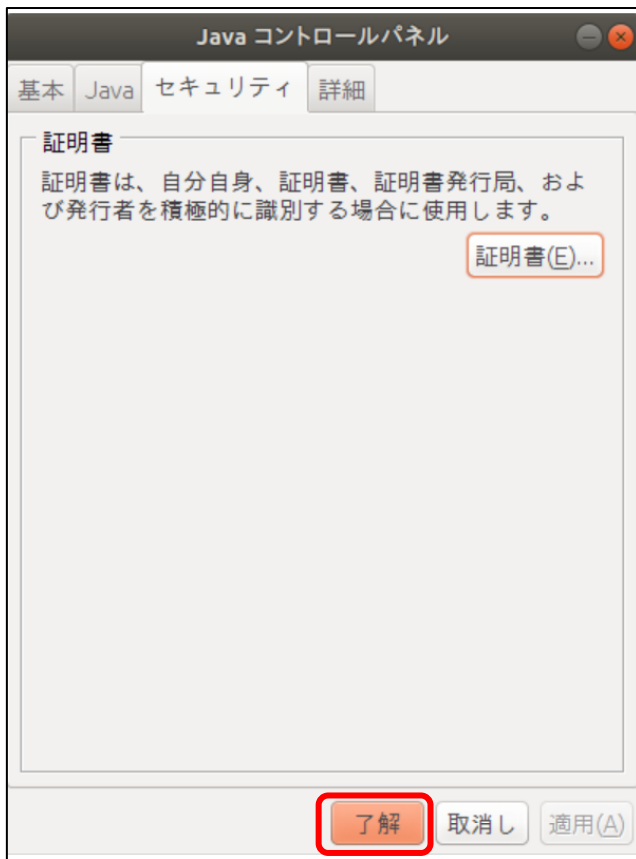 Java コントロールパネル
基本 Java セキュリティ 詳細
証明書
証明書は、自分自身、証明書、証明書発行局、およ
び発行者を積極的に識別する場合に使用します。
証明書(E)...
了解 取消し 適用(A)